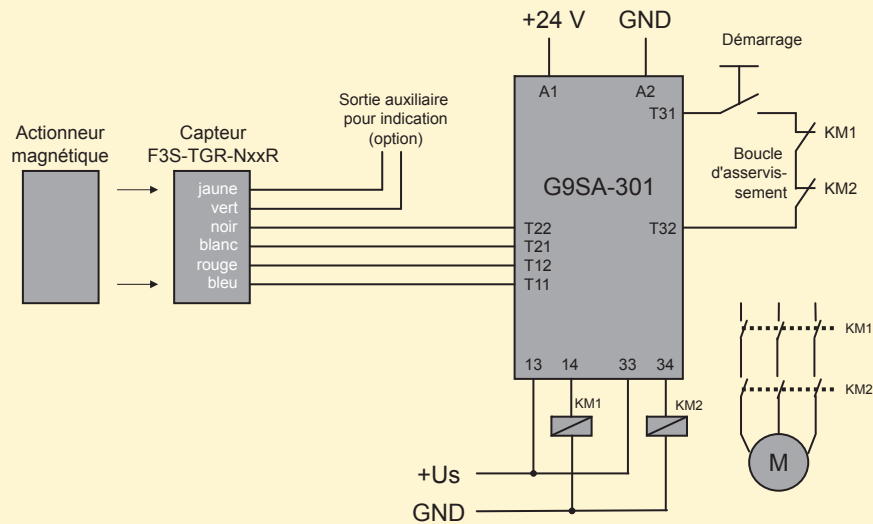 +24 V
GND
Démarrage
A1
A2
T31
Sortie auxiliaire
pour indication
(option)
Actionneur
magnétique
Capteur
F3S-TGR-NxxR
KM1
Boucle
d'asservis-
sement
KM2
G9SA-301
jaune
vert
noir
blanc
rouge
bleu
T22
T21
T12
T11
T32
13
14
33
34
KM1
KM2
KM1
KM2
M
+Us
GND